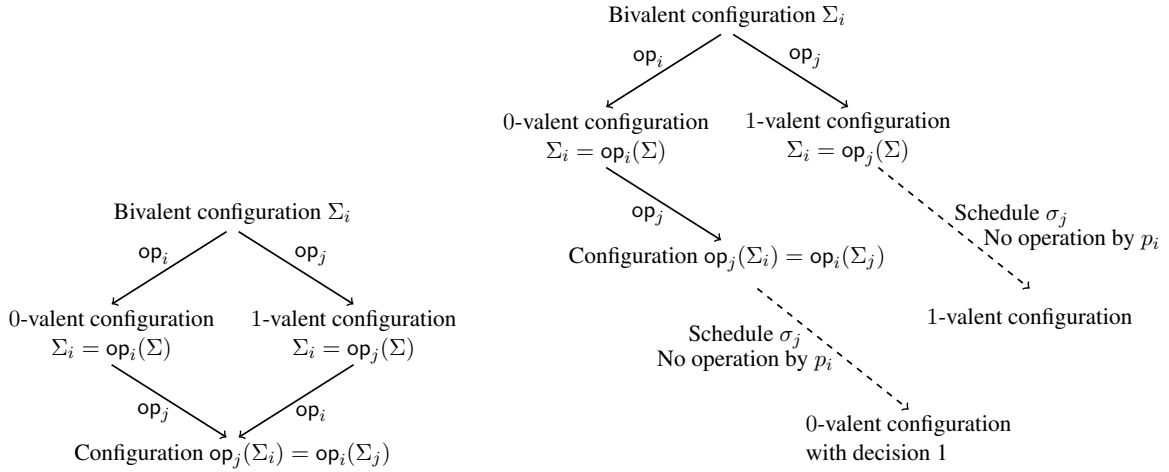 Bivalent configuration Σ_i
op_i
op_j
0-valent configuration
Σ_i = op_i(Σ)
1-valent configuration
Σ_i = op_j(Σ)
op_j
op_i
Configuration op_j(Σ_i) = op_i(Σ_j)
Bivalent configuration Σ_i
op_i
op_j
0-valent configuration
Σ_i = op_i(Σ)
1-valent configuration
Σ_i = op_j(Σ)
op_j
Schedule σ_j
No operation by p_i
Configuration op_j(Σ_i) = op_i(Σ_j)
1-valent configuration
Schedule σ_j
No operation by p_i
0-valent configuration
with decision 1